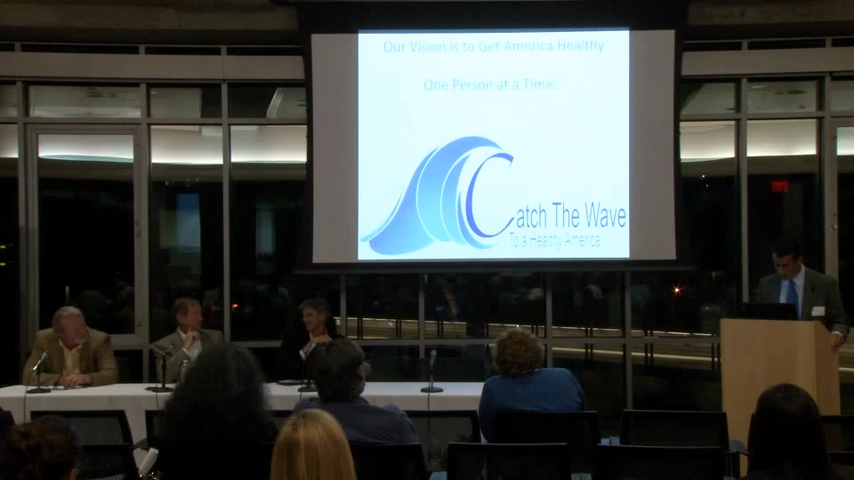 Our Vision is to Get America Healthy
One Person at a Time.
Catch The Wave
To a Healthy America